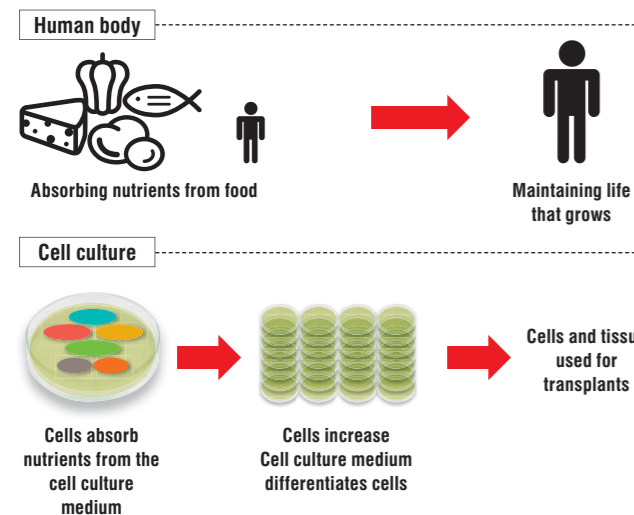 Human body
Absorbing nutrients from food
Maintaining life
that grows
Cell culture
Cells absorb
nutrients from the
cell culture
medium
Cells increase
Cell culture medium
differentiates cells
Cells and tissu
used for
transplants